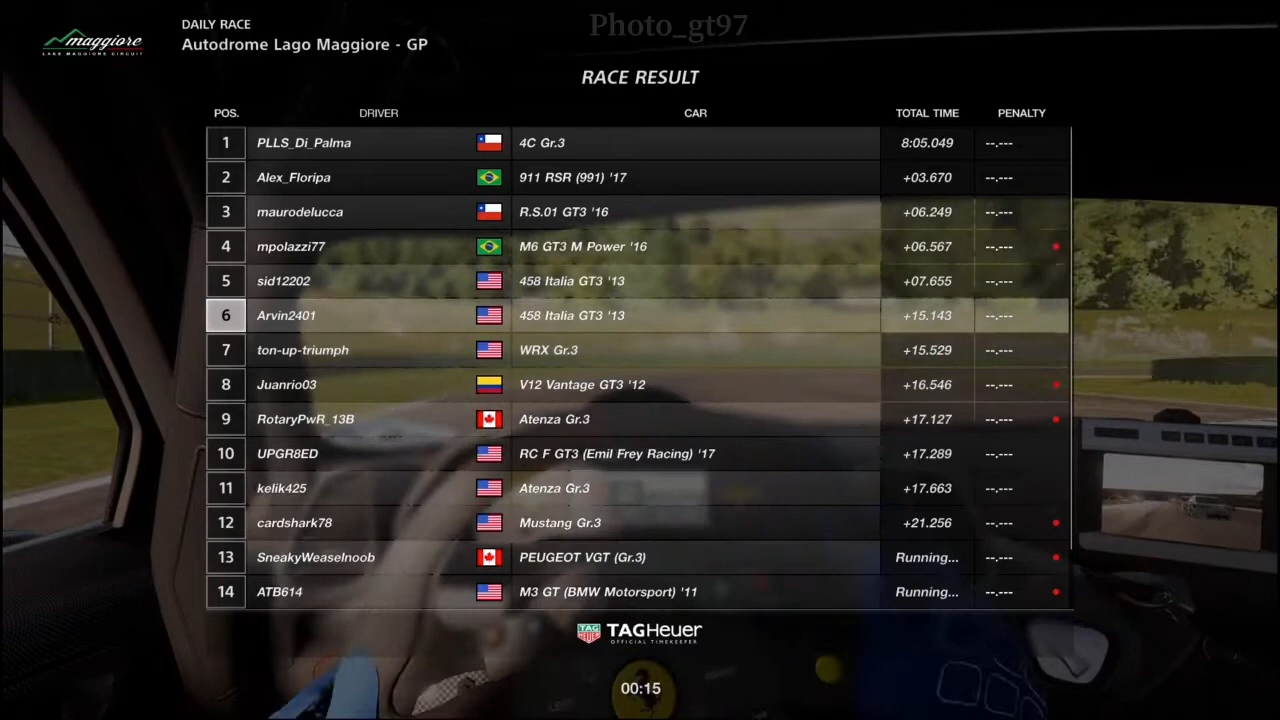 Photo_gt97
maggiore
LAKE MAGGIORE CIRCUIT
DAILY RACE
Autodrome Lago Maggiore - GP
RACE RESULT
POS. DRIVER CAR TOTAL TIME PENALTY
1 PLLS_Di_Palma 4C Gr.3 8:05.049 --.---
2 Alex_Floripa 911 RSR (991) '17 +03.670 --.---
3 maurodelucca R.S.01 GT3 '16 +06.249 --.---
4 mpolazzi77 M6 GT3 M Power '16 +06.567 --.---
5 sid12202 458 Italia GT3 '13 +07.655 --.---
6 Arvin2401 458 Italia GT3 '13 +15.143 --.---
7 ton-up-triumph WRX Gr.3 +15.529 --.---
8 Juanrio03 V12 Vantage GT3 '12 +16.546 --.---
9 RotaryPwR_13B Atenza Gr.3 +17.127 --.---
10 UPGR8ED RC F GT3 (Emil Frey Racing) '17 +17.289 --.---
11 kelik425 Atenza Gr.3 +17.663 --.---
12 cardshark78 Mustang Gr.3 +21.256 --.---
13 SneakyWeaselnoob PEUGEOT VGT (Gr.3) Running... --.---
14 ATB614 M3 GT (BMW Motorsport) '11 Running... --.---
TAG HEUER TAGHeuer
OFFICIAL TIMEKEEPER
00:15